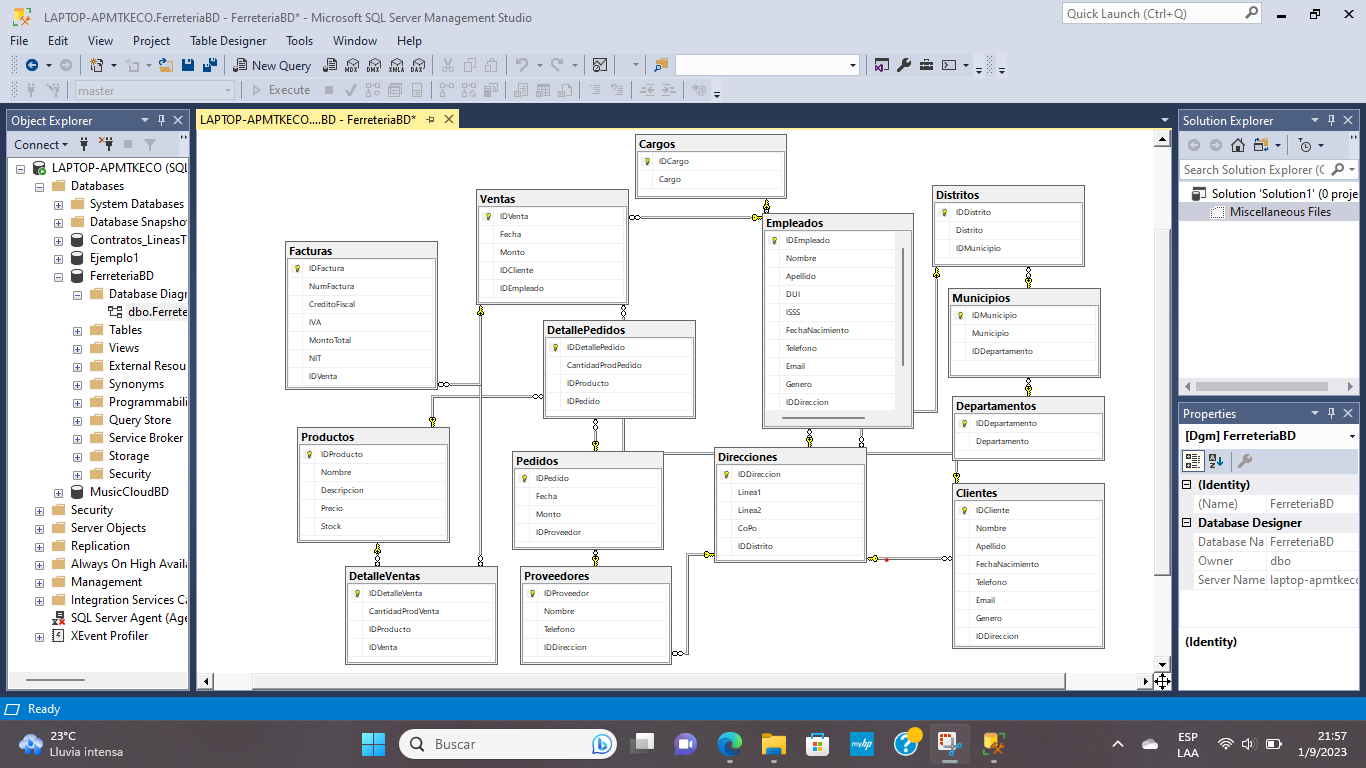 LAPTOP-APMTKECO.FerreteriaBD - FerreteriaBD* - Microsoft SQL Server Management Studio
Quick Launch (Ctrl+Q)
File Edit View Project Table Designer Tools Window Help
New Query
MDX DMX XMLA DAX
master
Execute
Object Explorer
Connect
LAPTOP-APMTKECO (SQL
Databases
System Databases
Database Snapsho
Contratos_LineasT
Ejemplo1
FerreteriaBD
Database Diagr
dbo.Ferrete
Tables
Views
External Resou
Synonyms
Programmabili
Query Store
Service Broker
Storage
Security
MusicCloudBD
Security
Server Objects
Replication
Always On High Availa
Management
Integration Services Ca
SQL Server Agent (Age
XEvent Profiler
LAPTOP-APMTKECO....BD - FerreteriaBD*
Cargos
IDCargo
Cargo
Ventas
IDVenta
Fecha
Monto
IDCliente
IDEmpleado
Facturas
IDFactura
NumFactura
CreditoFiscal
IVA
MontoTotal
NIT
IDVenta
Empleados
IDEmpleado
Nombre
Apellido
DUI
ISSS
FechaNacimiento
Telefono
Email
Genero
IDDireccion
Distritos
IDDistrito
Distrito
IDMunicipio
Municipios
IDMunicipio
Municipio
IDDepartamento
DetallePedidos
IDDetallePedido
CantidadProdPedido
IDProducto
IDPedido
Departamentos
IDDepartamento
Departamento
Productos
IDProducto
Nombre
Descripcion
Precio
Stock
Pedidos
IDPedido
Fecha
Monto
IDProveedor
Direcciones
IDDireccion
Linea1
Linea2
CoPo
IDDistrito
Clientes
IDCliente
Nombre
Apellido
FechaNacimiento
Telefono
Email
Genero
IDDireccion
DetalleVentas
IDDetalleVenta
CantidadProdVenta
IDProducto
IDVenta
Proveedores
IDProveedor
Nombre
Telefono
IDDireccion
Solution Explorer
Search Solution Explorer (C
Solution 'Solution1' (0 proje
Miscellaneous Files
Properties
[Dgm] FerreteriaBD
(Identity)
(Name) FerreteriaBD
Database Designer
Database Na FerreteriaBD
Owner dbo
Server Name laptop-apmtkeco
(Identity)
Ready
23°C
Lluvia intensa
Buscar
myhp
ESP
LAA
21:57
1/9/2023